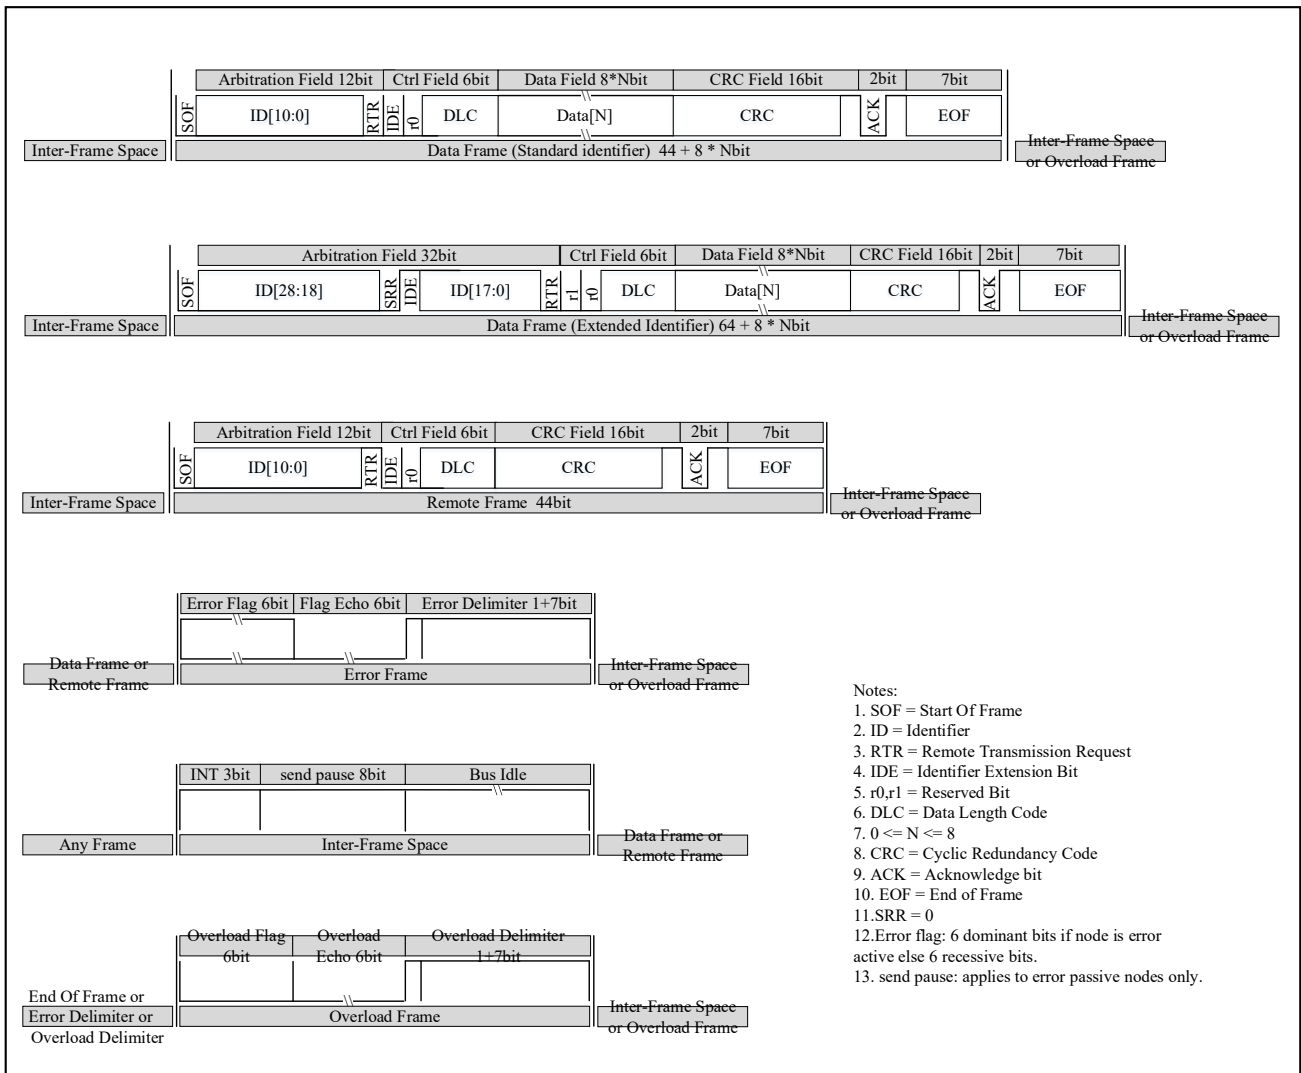 Arbitration Field 12bit Ctrl Field 6bit Data Field 8*Nbit CRC Field 16bit 2bit 7bit
SOF ID[10:0] RTR IDE r0 DLC Data[N] CRC ACK EOF
Inter-Frame Space Data Frame (Standard identifier) 44 + 8 * Nbit Inter-Frame Space
or Overload Frame
Arbitration Field 32bit Ctrl Field 6bit Data Field 8*Nbit CRC Field 16bit 2bit 7bit
SOF ID[28:18] SRR IDE ID[17:0] RTR r1 r0 DLC Data[N] CRC ACK EOF
Inter-Frame Space Data Frame (Extended Identifier) 64 + 8 * Nbit Inter-Frame Space
or Overload Frame
Arbitration Field 12bit Ctrl Field 6bit CRC Field 16bit 2bit 7bit
SOF ID[10:0] RTR IDE r0 DLC CRC ACK EOF
Inter-Frame Space Remote Frame 44bit Inter-Frame Space
or Overload Frame
Error Flag 6bit Flag Echo 6bit Error Delimiter 1+7bit
Data Frame or
Remote Frame
Error Frame
Inter-Frame Space
or Overload Frame
INT 3bit send pause 8bit Bus Idle
Any Frame Inter-Frame Space Data Frame or
Remote Frame
Overload Flag
6bit
Overload
Echo 6bit
Overload Delimiter
1+7bit
End Of Frame or
Error Delimiter or
Overload Delimiter
Overload Frame
Inter-Frame Space
or Overload Frame
Notes:
1. SOF = Start Of Frame
2. ID = Identifier
3. RTR = Remote Transmission Request
4. IDE = Identifier Extension Bit
5. r0,r1 = Reserved Bit
6. DLC = Data Length Code
7. 0 <= N <= 8
8. CRC = Cyclic Redundancy Code
9. ACK = Acknowledge bit
10. EOF = End of Frame
11.SRR = 0
12.Error flag: 6 dominant bits if node is error
active else 6 recessive bits.
13. send pause: applies to error passive nodes only.